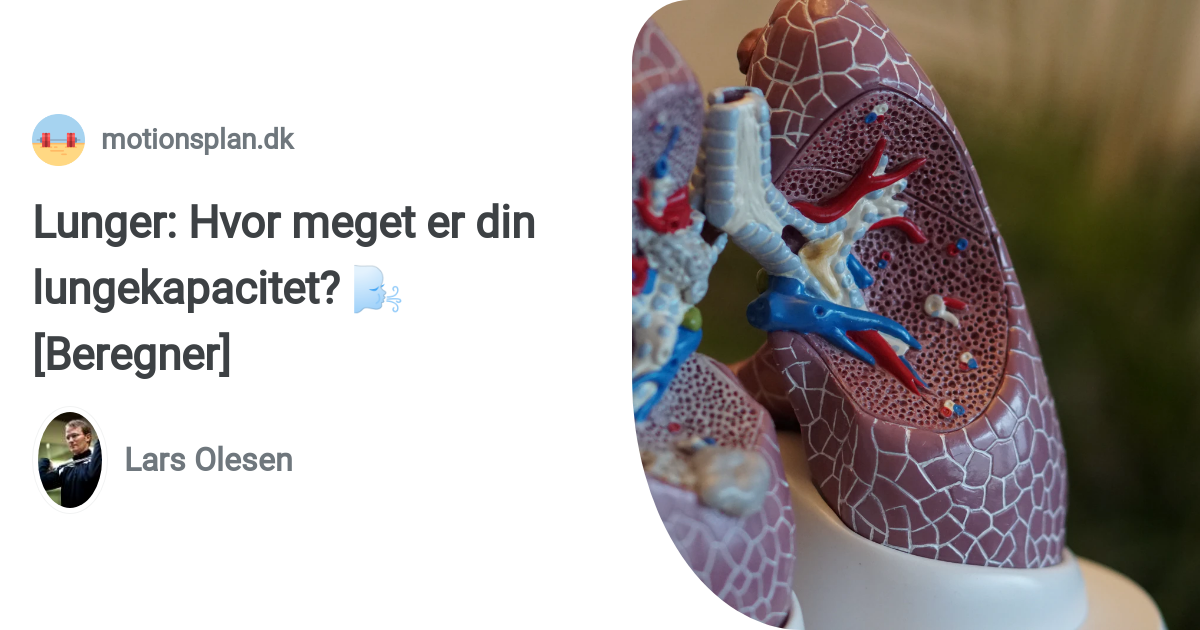 motionsplan.dk
Lunger: Hvor meget er din
lungekapacitet? 🌬️
[Beregner]
Lars Olesen